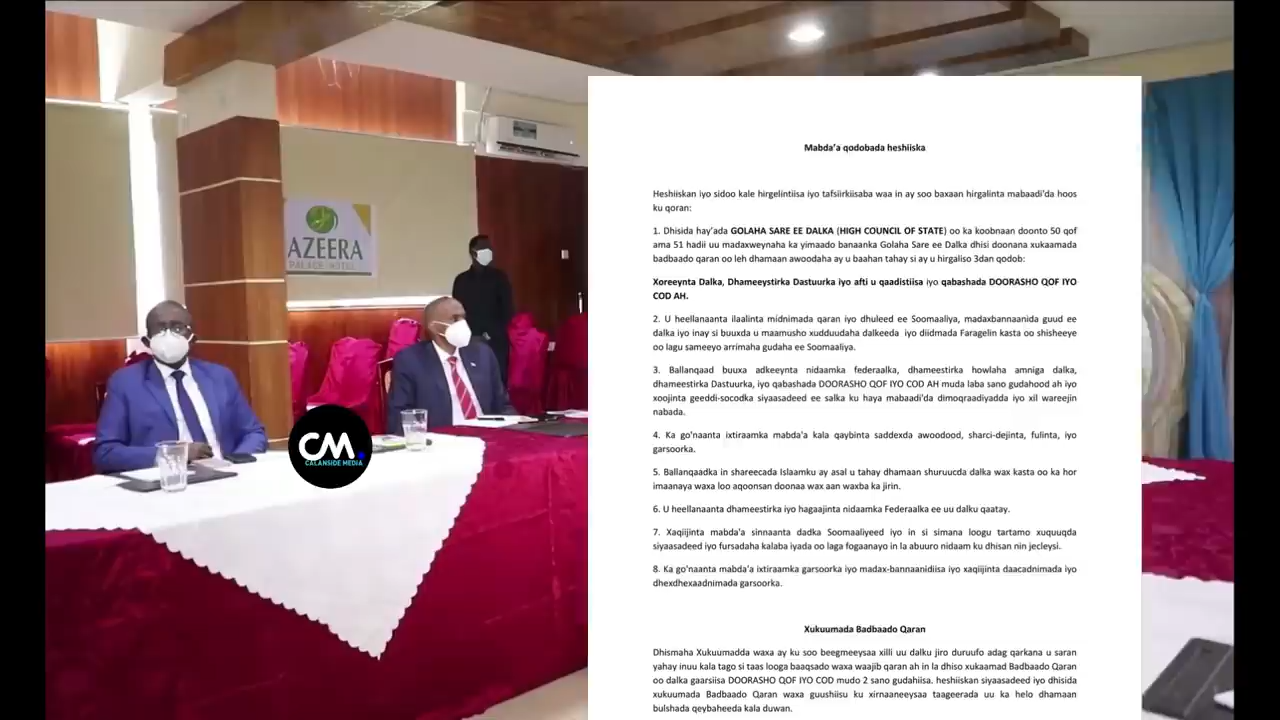 AZEERA
PALACE HOTEL
CM.
CALANSIDE MEDIA
Mabda'a qodobada heshiiska
Heshiiskan iyo sidoo kale hirgelintiisa iyo tafsiirkiisaba waa in ay soo baxaan hirgalinta mabaadi'da hoos
ku qoran:
1. Dhisida hay'ada GOLAHA SARE EE DALKA (HIGH COUNCIL OF STATE) oo ka koobnaan doonto 50 qof
ama 51 hadii uu madaxweynaha ka yimaado banaanka Golaha Sare ee Dalka dhisi doonana xukaamada
badbaado qaran oo leh dhamaan awoodaha ay u baahan tahay si ay u hirgaliso 3dan qodob:
Xoreeynta Dalka, Dhameeystirka Dastuurka iyo afti u qaadistiisa iyo qabashada DOORASHO QOF IYO
COD AH.
2. U heellanaanta ilaalinta midnimada qaran iyo dhuleed ee Soomaaliya, madaxbannaanida guud ee
dalka iyo inay si buuxda u maamusho xudduudaha dalkeeda iyo diidmada Faragelin kasta oo shisheeye
oo lagu sameeyo arrimaha gudaha ee Soomaaliya.
3. Ballanqaad buuxa adkeeynta nidaamka federaalka, dhameestirka howlaha amniga dalka,
dhameestirka Dastuurka, iyo qabashada DOORASHO QOF IYO COD AH muda laba sano gudahood ah iyo
xoojinta geeddi-socodka siyaasadeed ee salka ku haya mabaadi'da dimoqraadiyadda iyo xil wareejin
nabada.
4. Ka go'naanta ixtiraamka mabda'a kala qaybinta saddexda awoodood, sharci-dejinta, fulinta, iyo
garsoorka.
5. Ballanqaadka in shareecada Islaamku ay asal u tahay dhamaan shuruucda dalka wax kasta oo ka hor
imaanaya waxa loo aqoonsan doonaa wax aan waxba ka jirin.
6. U heellanaanta dhameestirka iyo hagaajinta nidaamka Federaalka ee uu dalku qaatay.
7. Xaqiijinta mabda'a sinnaanta dadka Soomaaliyeed iyo in si simana loogu tartamo xuquuqda
siyaasadeed iyo fursadaha kalaba iyada oo laga fogaanayo in la abuuro nidaam ku dhisan nin jecleysi.
8. Ka go'naanta mabda'a ixtiraamka garsoorka iyo madax-bannaanidiisa iyo xaqiijinta daacadnimada iyo
dhexdhexaadnimada garsoorka.
Xukuumada Badbaado Qaran
Dhismaha Xukuumadda waxa ay ku soo beegmeeysaa xilli uu dalku jiro duruufo adag qarkana u saran
yahay inuu kala tago si taas looga baaqsado waxa waajib qaran ah in la dhiso xukaamad Badbaado Qaran
oo dalka gaarsiisa DOORASHO QOF IYO COD mudo 2 sano gudahiisa. heshiiskan siyaasadeed iyo dhisida
xukuumada Badbaado Qaran waxa guushiisu ku xirnaaneeysaa taageerada uu ka helo dhamaan
bulshada qeybaheeda kala duwan.